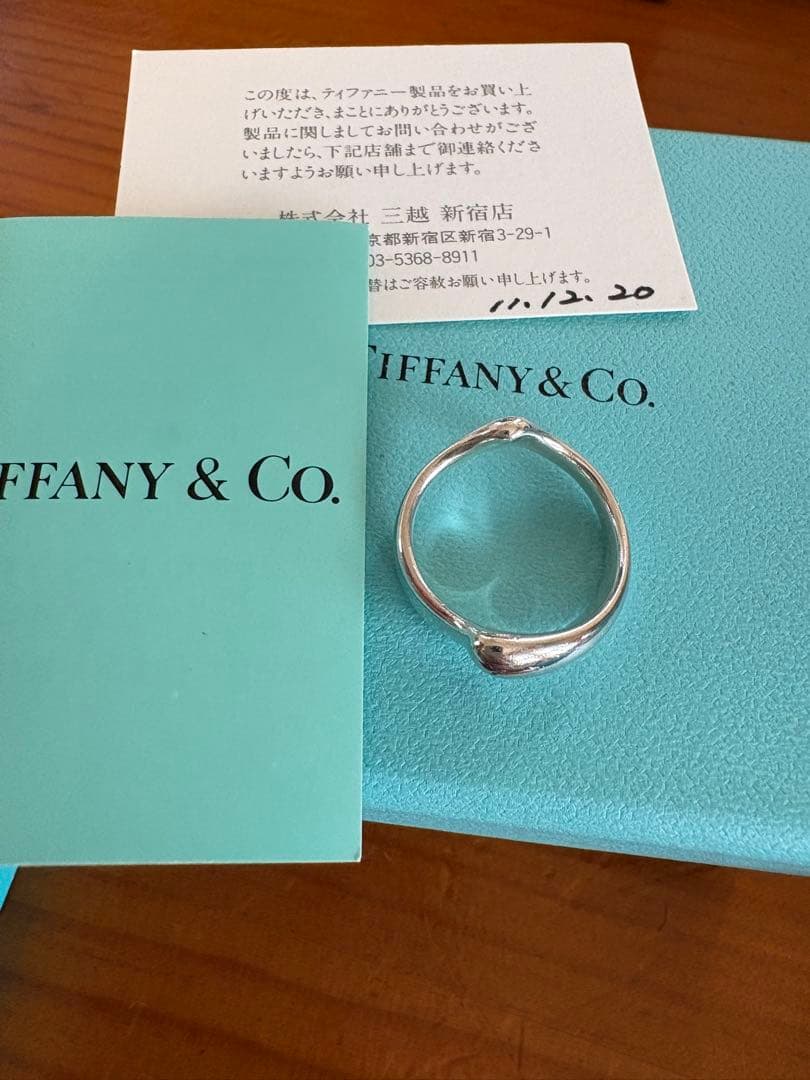 この度は、ティファニー製品をお買い上
げいただき、まことにありがとうございます。
製品に関しましてお問い合わせがござ
いましたら、下記店舗まで御連絡くださ
いますようお願い申し上げます。
株式会社 三越 新宿店
京都新宿区新宿3-29-1
03-5368-8911
替はご容赦お願い申し上げます。
11.12.20
TIFFANY & CO.
FFANY & CO.